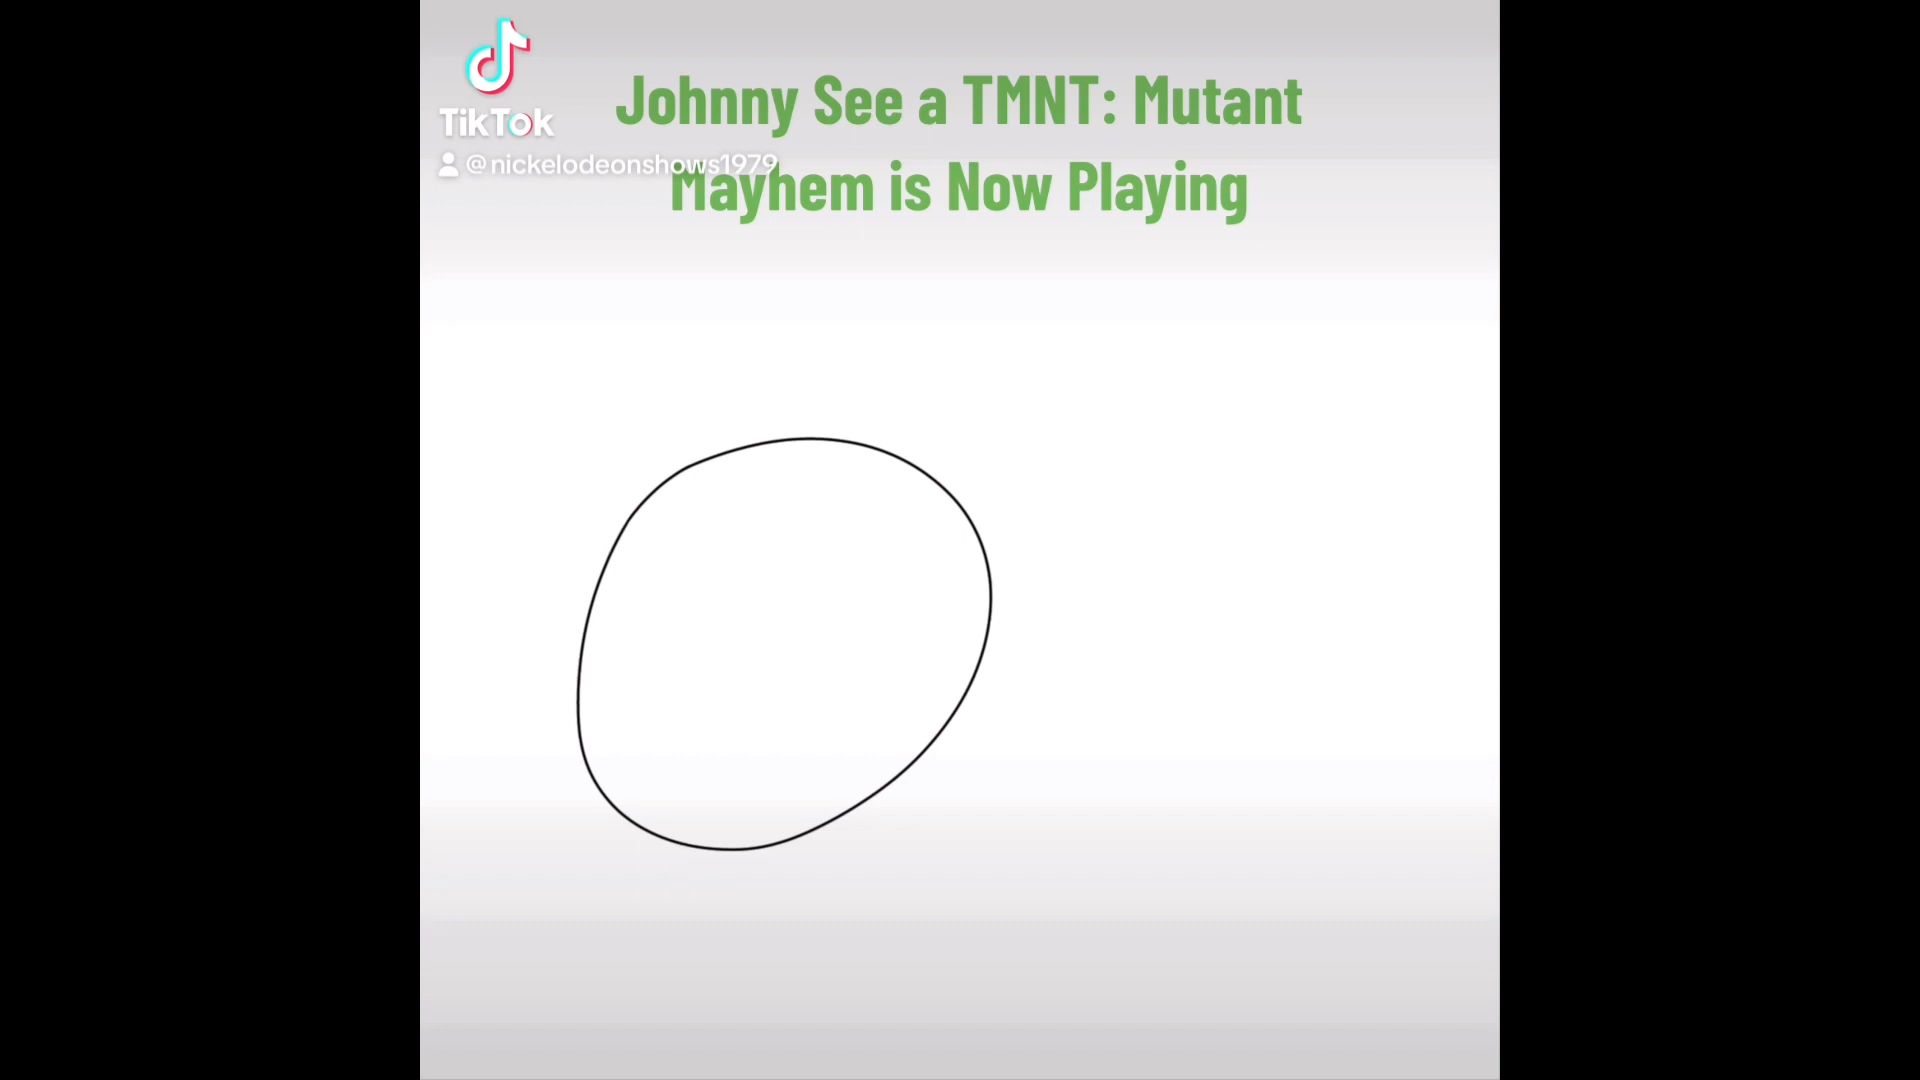 TikTok
@nickelodeonshows1979
Johnny See a TMNT: Mutant
Mayhem is Now Playing